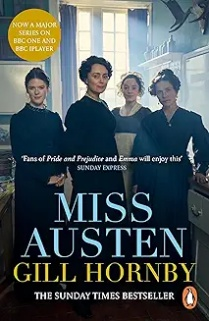 NOW A MAJOR
SERIES ON
BBC ONE AND
BBC IPLAYER
'Fans of Pride and Prejudice and Emma will enjoy this'
SUNDAY EXPRESS
MISS
AUSTEN
GILL HORNBY
THE SUNDAY TIMES BESTSELLER